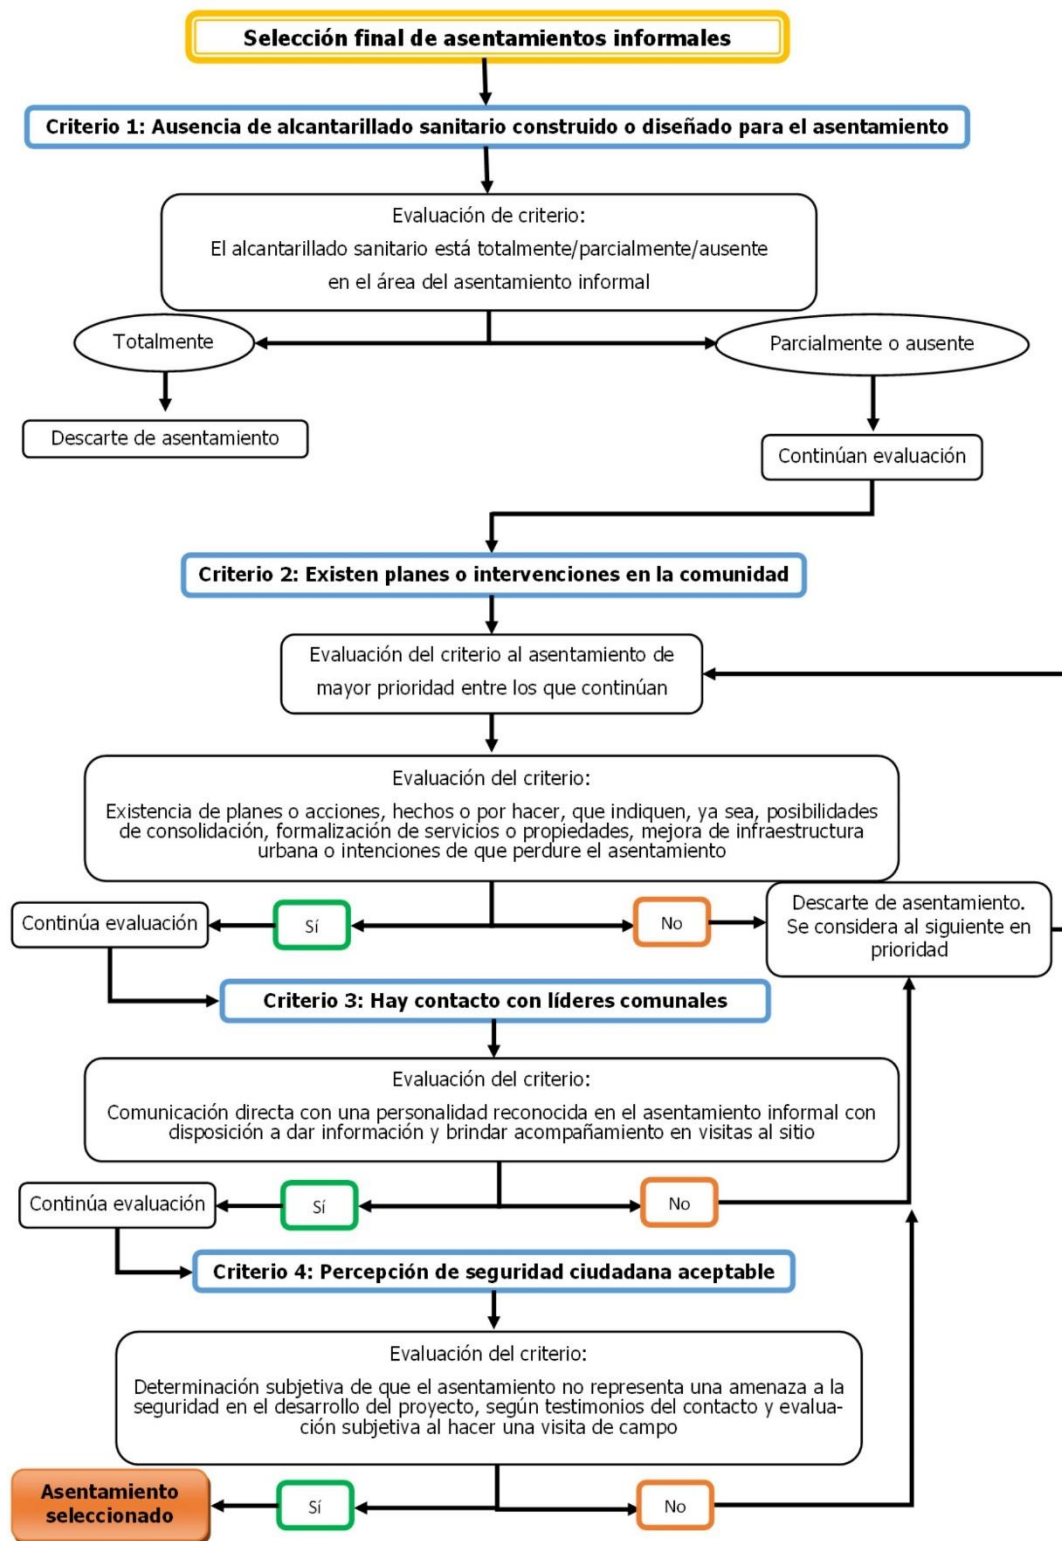 Selección final de asentamientos informales
Criterio 1: Ausencia de alcantarillado sanitario construido o diseñado para el asentamiento
Evaluación de criterio:
El alcantarillado sanitario está totalmente/parcialmente/ausente
en el área del asentamiento informal
Totalmente
Parcialmente o ausente
Descarte de asentamiento
Continúan evaluación
Criterio 2: Existen planes o intervenciones en la comunidad
Evaluación del criterio al asentamiento de
mayor prioridad entre los que continúan
Evaluación del criterio:
Existencia de planes o acciones, hechos o por hacer, que indiquen, ya sea, posibilidades
de consolidación, formalización de servicios o propiedades, mejora de infraestructura
urbana o intenciones de que perdure el asentamiento
Continúa evaluación
Sí
No
Descarte de asentamiento.
Se considera al siguiente en
prioridad
Criterio 3: Hay contacto con líderes comunales
Evaluación del criterio:
Comunicación directa con una personalidad reconocida en el asentamiento informal con
disposición a dar información y brindar acompañamiento en visitas al sitio
Continúa evaluación
Sí
No
Criterio 4: Percepción de seguridad ciudadana aceptable
Evaluación del criterio:
Determinación subjetiva de que el asentamiento no representa una amenaza a la
seguridad en el desarrollo del proyecto, según testimonios del contacto y evalua-
ción subjetiva al hacer una visita de campo
Asentamiento
seleccionado
Sí
No